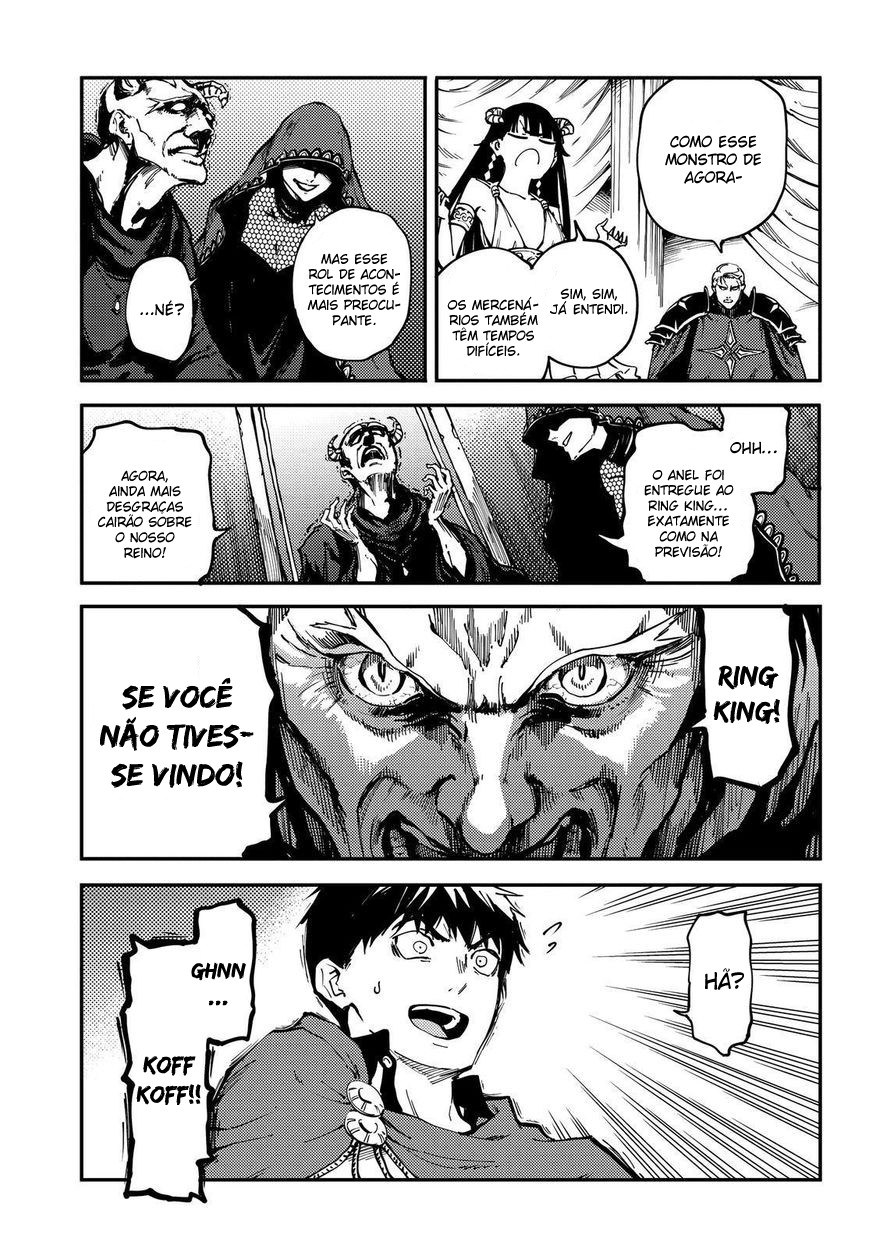 COMO ESSE
MONSTRO DE
AGORA-
SIM, SIM,
JÁ ENTENDI.
OS MERCENÁ-
RIOS TAMBÉM
TÊM TEMPOS
DIFÍCEIS.
MAS ESSE
ROL DE ACON-
TECIMENTOS É
MAIS PREOCU-
PANTE.
...NÉ?
OHH...
O ANEL FOI
ENTREGUE AO
RING KING...
EXATAMENTE
COMO NA
PREVISÃO!
AGORA,
AINDA MAIS
DESGRAÇAS
CAIRÃO SOBRE
O NOSSO
REINO!
RING
KING!
SE VOCÊ
NÃO TIVES-
SE VINDO!
HÃ?
GHNN
...
KOFF
KOFF!!